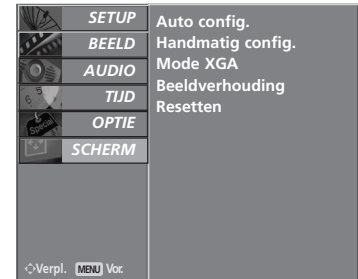 SETUP
BEELD
AUDIO
TIJD
OPTIE
SCHERM
Auto config.
Handmatig config.
Mode XGA
Beeldverhouding
Resetten
Verpl. MENU Vor.